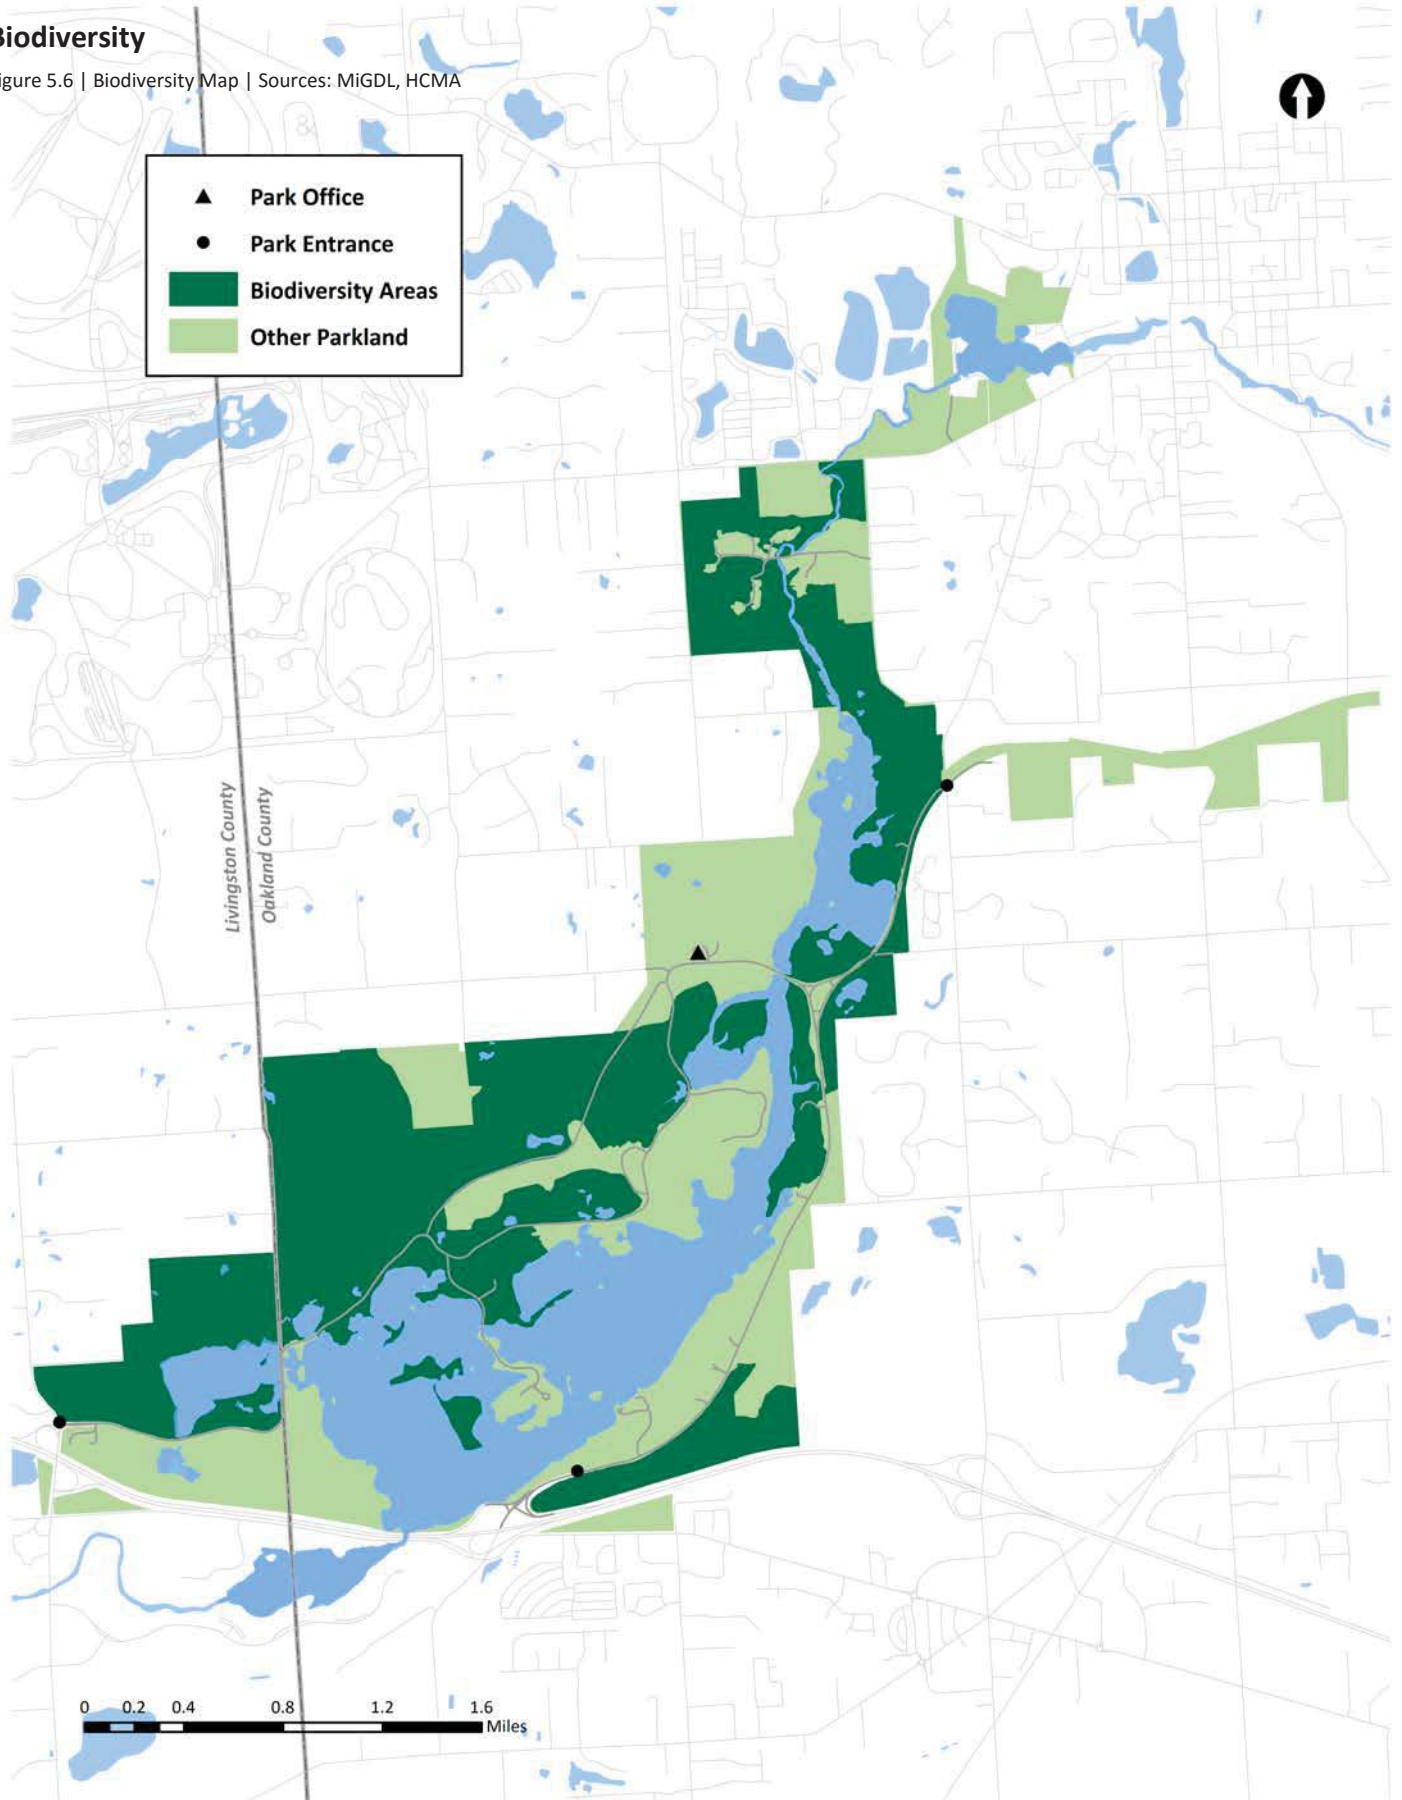 Biodiversity
igure 5.6 | Biodiversity Map | Sources: MiGDL, HCMA
Park Office
Park Entrance
Biodiversity Areas
Other Parkland
Livingston County
Oakland County
0 0.2 0.4 0.8 1.2 1.6
Miles